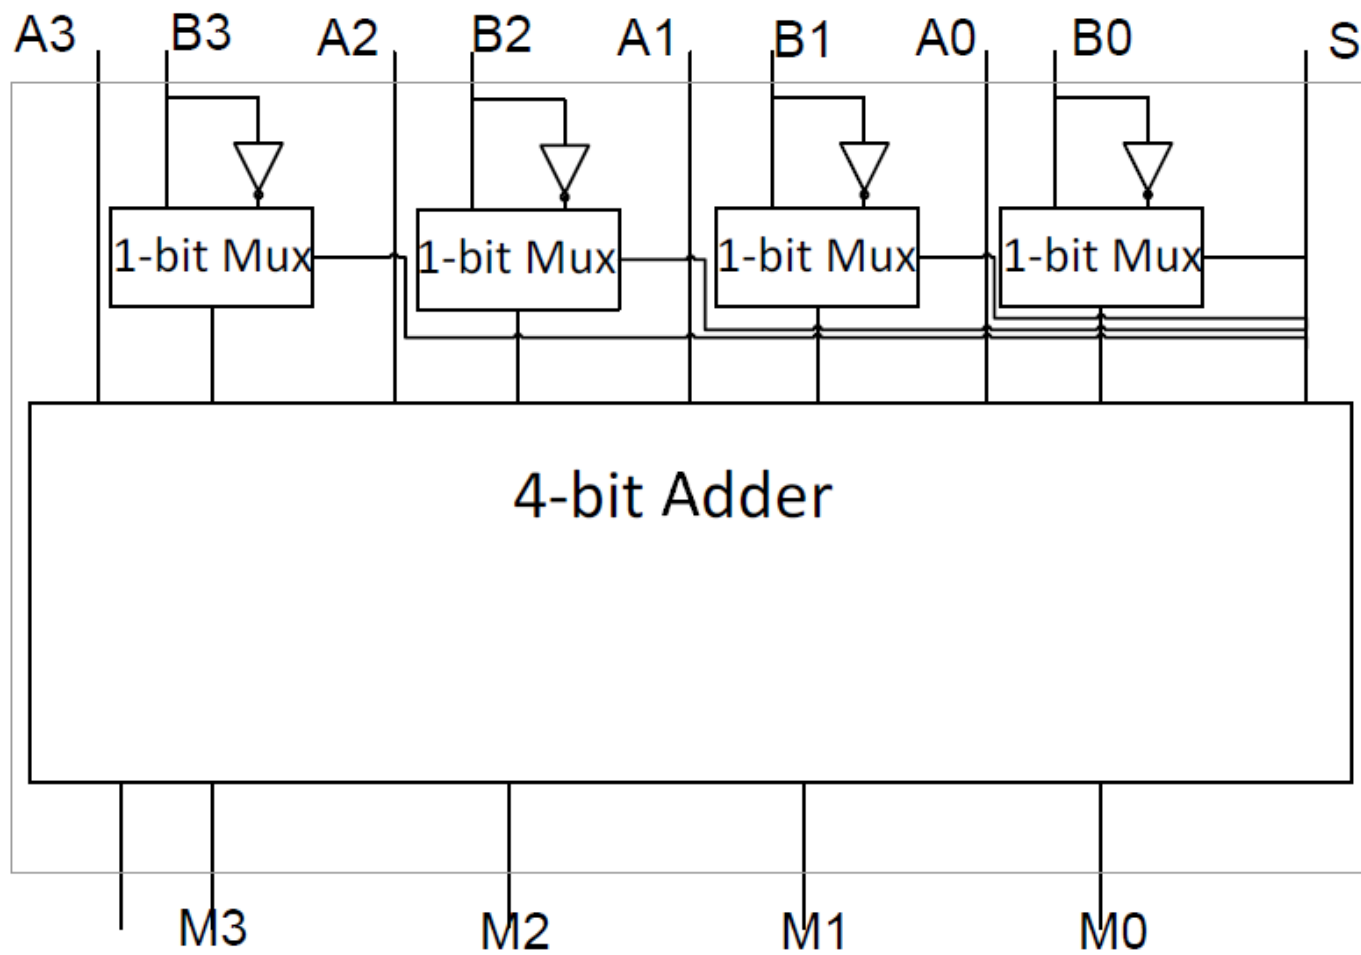 A3 B3 A2 B2 A1 B1 A0 B0 S
1-bit Mux 1-bit Mux 1-bit Mux 1-bit Mux
4-bit Adder
M3 M2 M1 M0